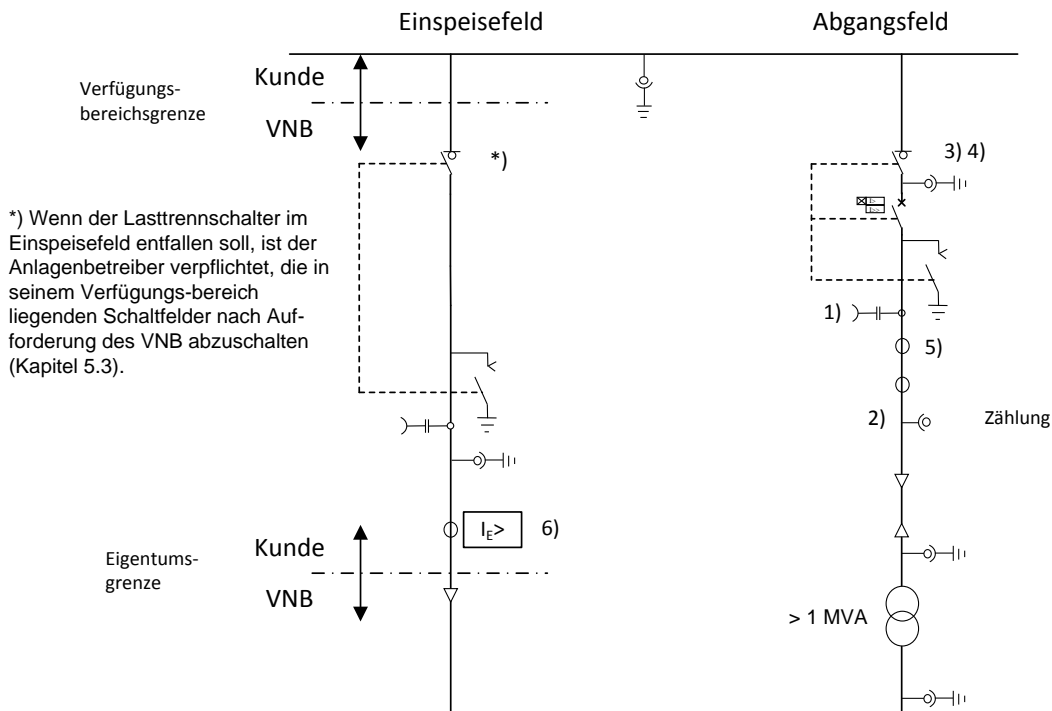 Einspeisefeld
Abgangsfeld
Verfügungs-
bereichsgrenze
Kunde
VNB
*)
3) 4)
I>
I>>
*) Wenn der Lasttrennschalter im
Einspeisefeld entfallen soll, ist der
Anlagenbetreiber verpflichtet, die in
seinem Verfügungs-bereich
liegenden Schaltfelder nach Auf-
forderung des VNB abzuschalten
(Kapitel 5.3).
1)
5)
2)
Zählung
IE>
6)
Eigentums-
grenze
Kunde
VNB
> 1 MVA